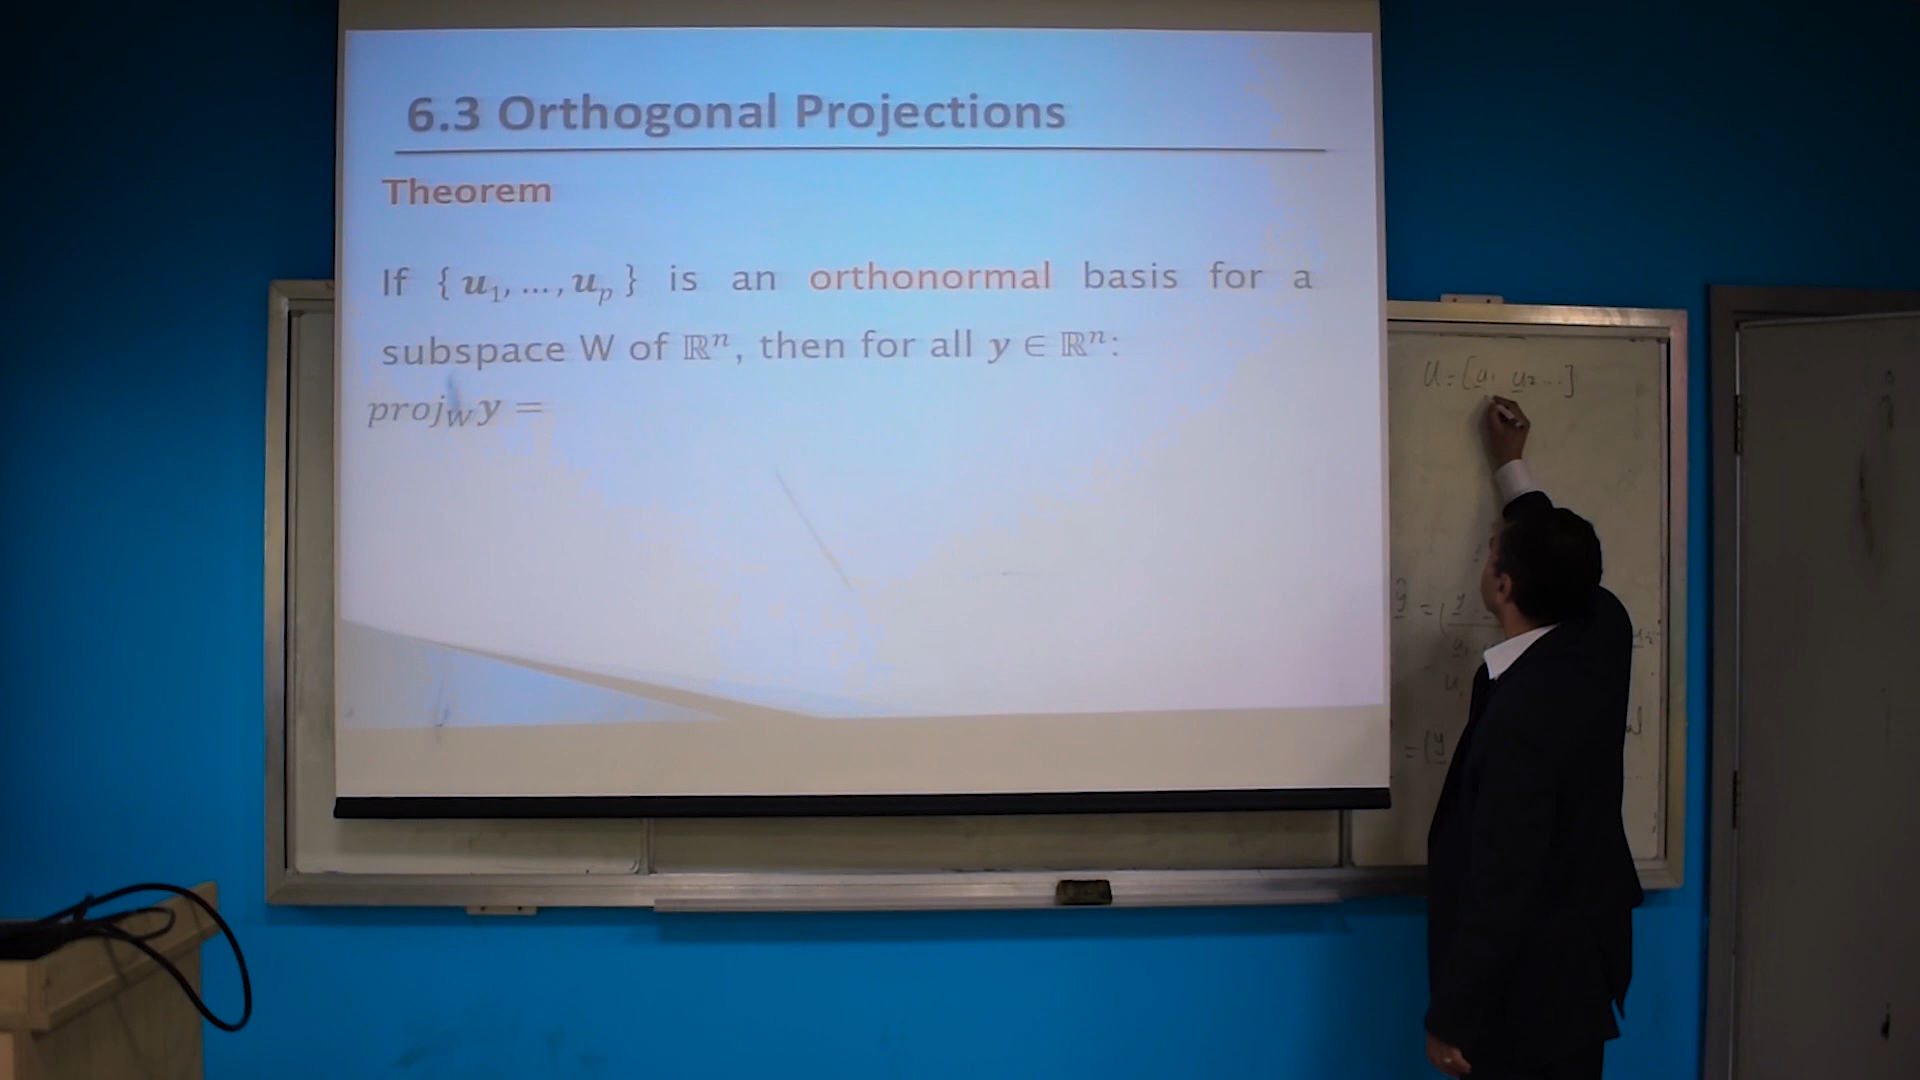 6.3 Orthogonal Projections
Theorem
If { u₁, …, uₚ } is an orthonormal basis for a
subspace W of ℝⁿ, then for all y ∈ ℝⁿ:
proj_W y =
U = [u₁ u₂ ...]